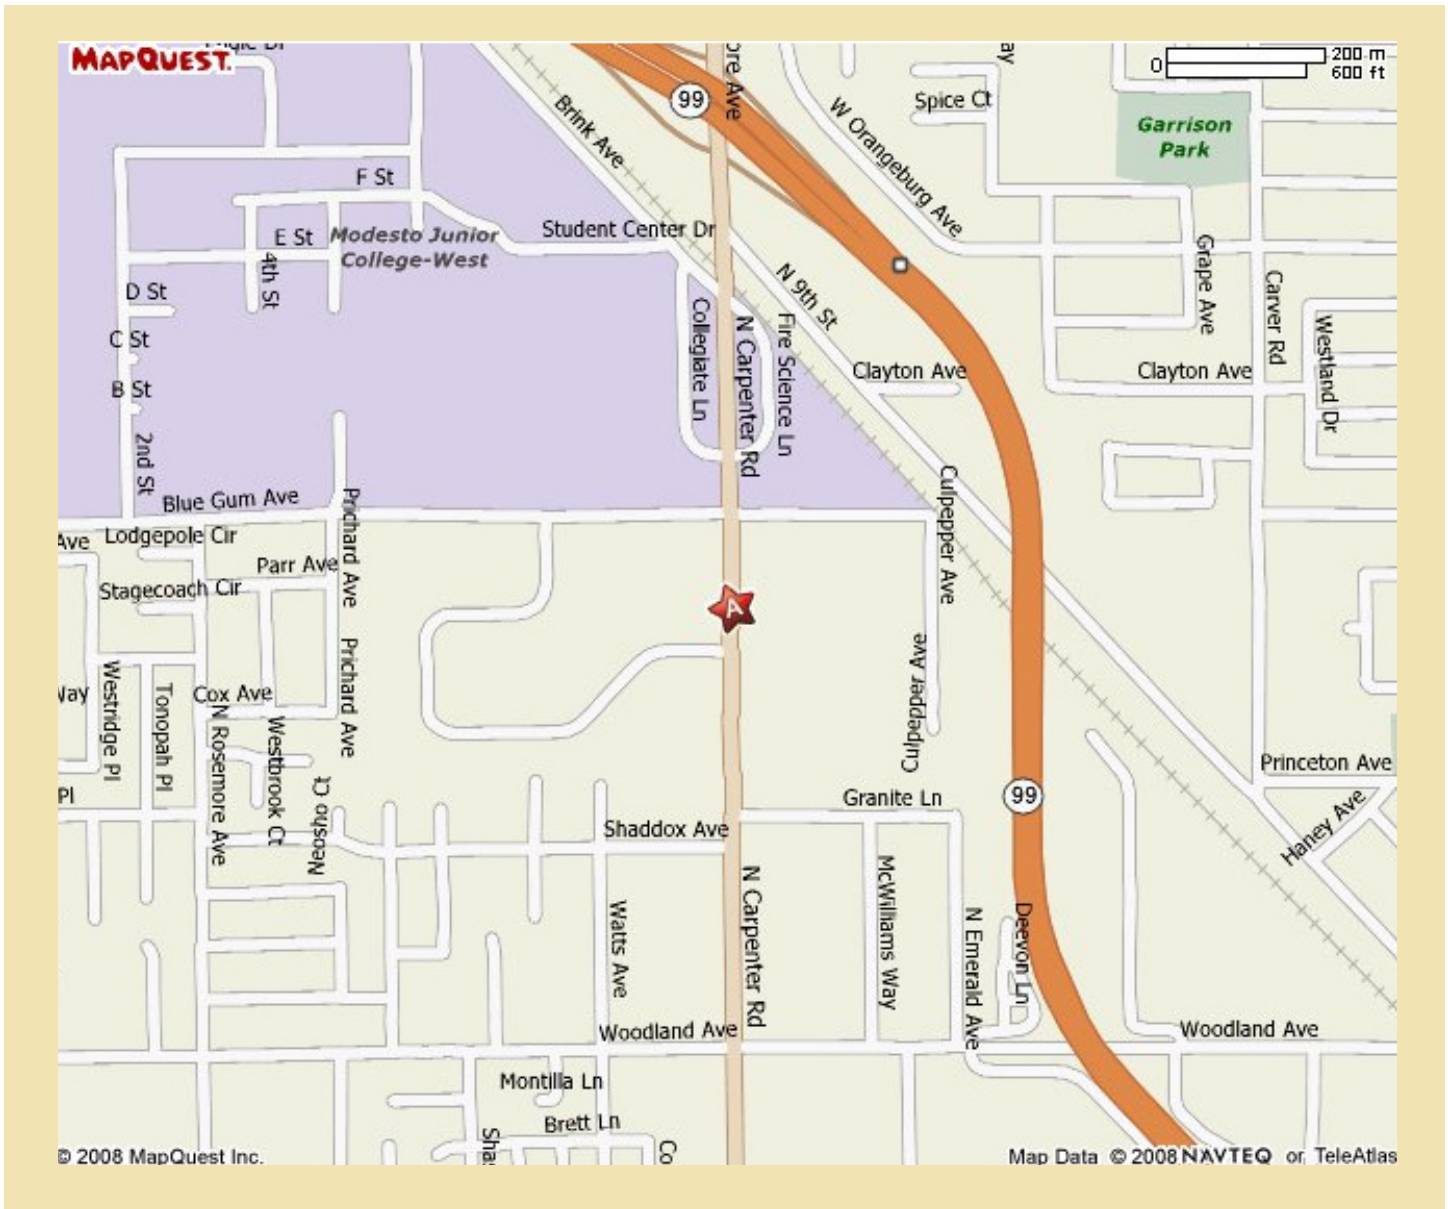 MAPQUEST.
200 m
0
600 ft
99
Brink Ave
W Orangeburg Ave
Spice Ct
Garrison
Park
F St
E St
Modesto Junior
College-West
Student Center Dr
4th St
D St
C St
B St
2nd St
Collegiate Ln
N Carpenter Rd
Fire Science Ln
N 9th St
Grape Ave
Carver Rd
Westland Dr
Clayton Ave
Clayton Ave
Blue Gum Ave
Prichard Ave
Culpepper Ave
Ave
Lodgepole Cir
Parr Ave
Stagecoach Cir
A
Culpepper Ave
Prichard Ave
Westridge Pl
Tonopah Pl
Cox Ave
N Rosemore Ave
Westbrook Ct
Neosho Ct
Pl
Princeton Ave
Haney Ave
Granite Ln
99
Shaddox Ave
McWilliams Way
N Carpenter Rd
Watts Ave
N Emerald Ave
Deevon Ln
Woodland Ave
Woodland Ave
Montilla Ln
Brett Ln
© 2008 MapQuest Inc.
Map Data © 2008 NAVTEQ or TeleAtlas